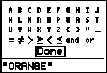 A B C D E F G H I J
K L M N O P Q R S T
U V W X Y Z { } " _
= ≠ > ≥ < ≤ and or
Done
"ORANGE"